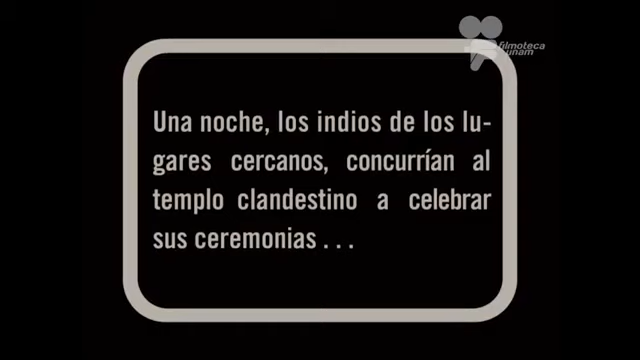 filmoteca
unam
Una noche, los indios de los lu-
gares cercanos, concurrían al
templo clandestino a celebrar
sus ceremonias . . .